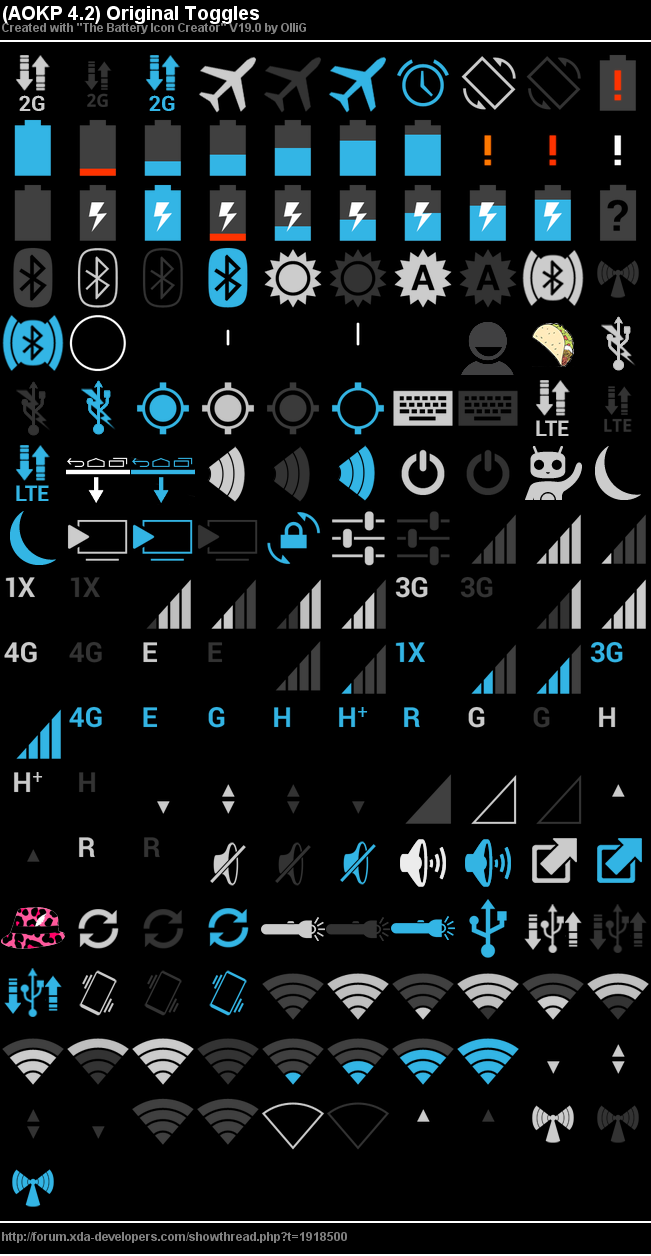 (AOKP 4.2) Original Toggles
Created with "The Battery Icon Creator" V19.0 by OlliG
2G 2G 2G !
! ! !
?
A A
LTE LTE
LTE
1X 1X 3G 3G
4G 4G E E 1X 3G
4G E G H H+ R G G H
H+ H
R R
http://forum.xda-developers.com/showthread.php?t=1918500